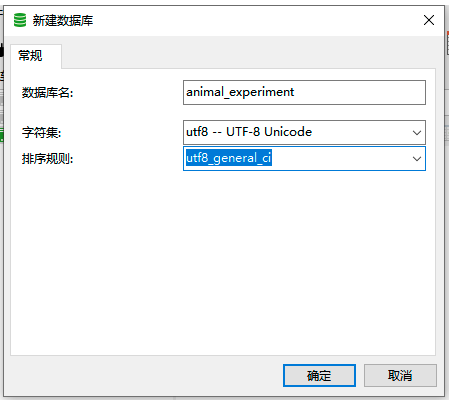 新建数据库
常规
数据库名: animal_experiment
字符集: utf8 -- UTF-8 Unicode
排序规则: utf8_general_ci
确定 取消